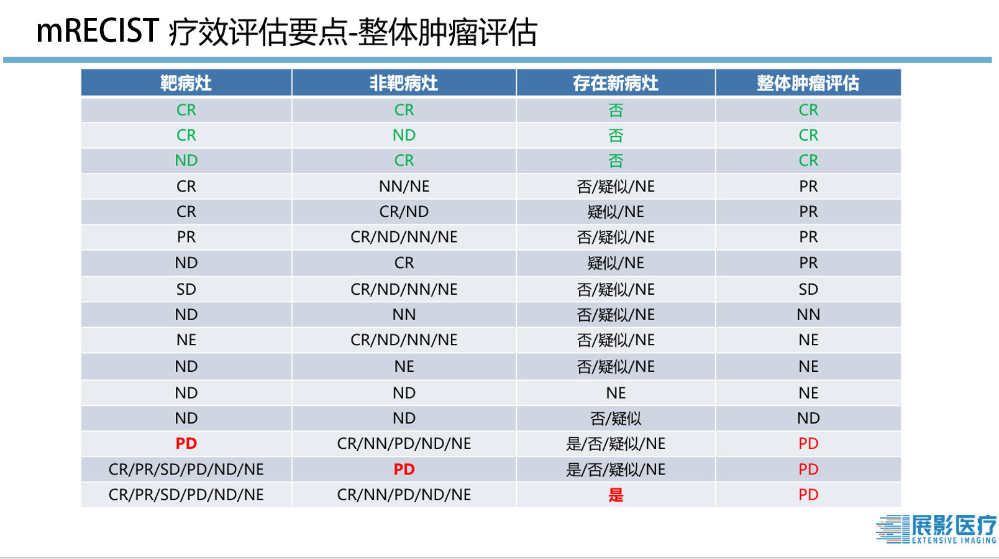 mRECIST 疗效评估要点-整体肿瘤评估
靶病灶 非靶病灶 存在新病灶 整体肿瘤评估
CR CR 否 CR
CR ND 否 CR
ND CR 否 CR
CR NN/NE 否/疑似/NE PR
CR CR/ND 疑似/NE PR
PR CR/ND/NN/NE 否/疑似/NE PR
ND CR 疑似/NE PR
SD CR/ND/NN/NE 否/疑似/NE SD
ND NN 否/疑似/NE NN
NE CR/ND/NN/NE 否/疑似/NE NE
ND NE 否/疑似/NE NE
ND ND NE NE
ND ND 否/疑似 ND
PD CR/NN/PD/ND/NE 是/否/疑似/NE PD
CR/PR/SD/PD/ND/NE PD 是/否/疑似/NE PD
CR/PR/SD/PD/ND/NE CR/NN/PD/ND/NE 是 PD
展影医疗
EXTENSIVE IMAGING